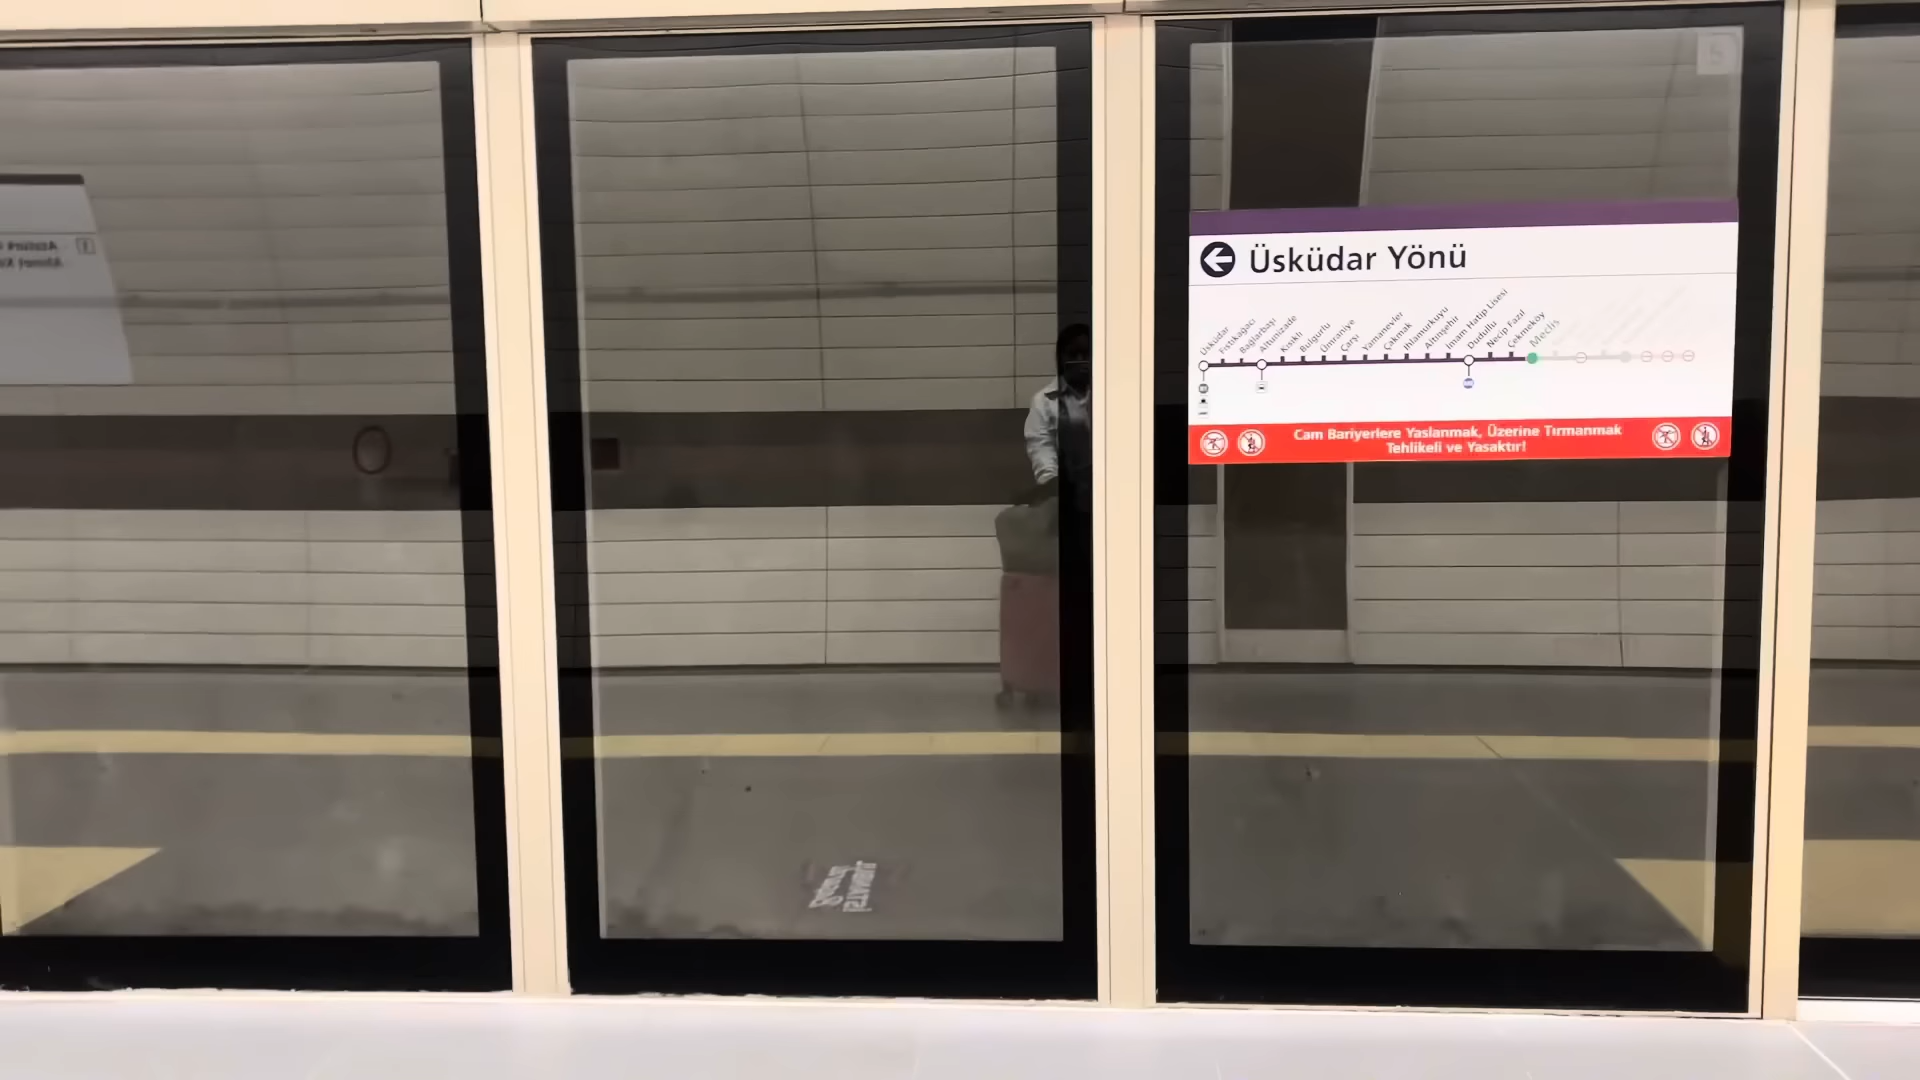 Üsküdar Yönü
Üsküdar
Fıstıkağacı
Bağlarbaşı
Altunizade
Kısıklı
Bulgurlu
Ümraniye
Çarşı
Yamanevler
Çakmak
Ihlamurkuyu
Altınşehir
İmam Hatip Lisesi
Dudullu
Necip Fazıl
Çekmeköy
Meclis
Cam Bariyerlere Yaslanmak, Üzerine Tırmanmak
Tehlikeli ve Yasaktır!